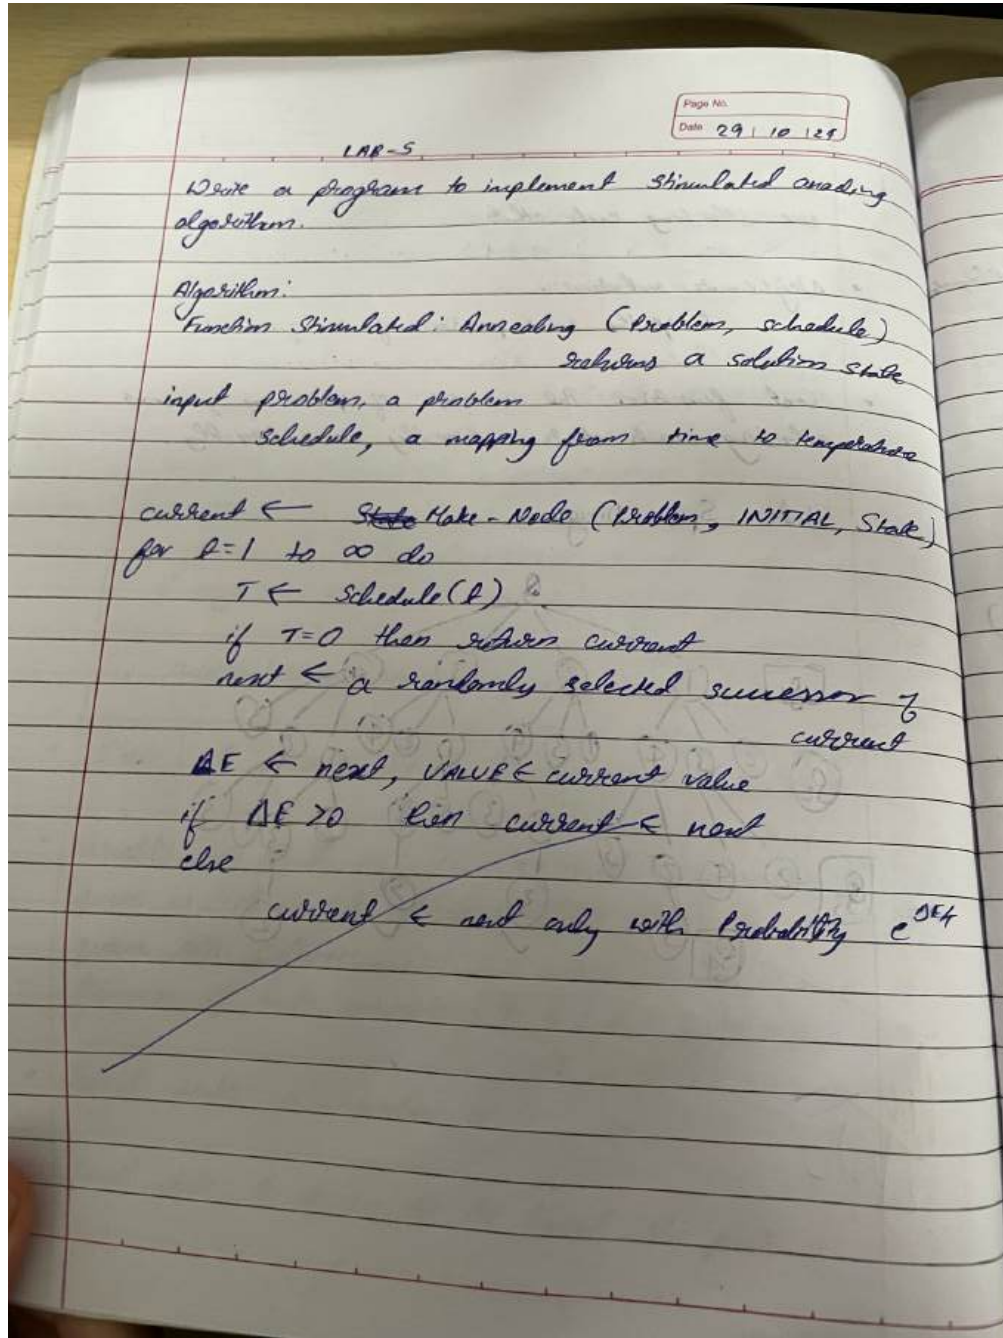 Page No.
Date 29 | 10 | 24
LAB-5
Write a program to implement Stimulated anading
algorithm.
Algorithm:
Function Stimulated: Annealing (Problem, schedule)
returns a solution State
input problem, a problem
schedule, a mapping from time to temperature
current ← State Make-Node (Problem, INITIAL, State)
for t=1 to ∞ do
T ← schedule(t)
if T=0 then return current
next ← a randomly selected successor of
current
ΔE ← next, VALUE ← current value
if ΔE >0 then current ← next
else
current ← next only with Probability